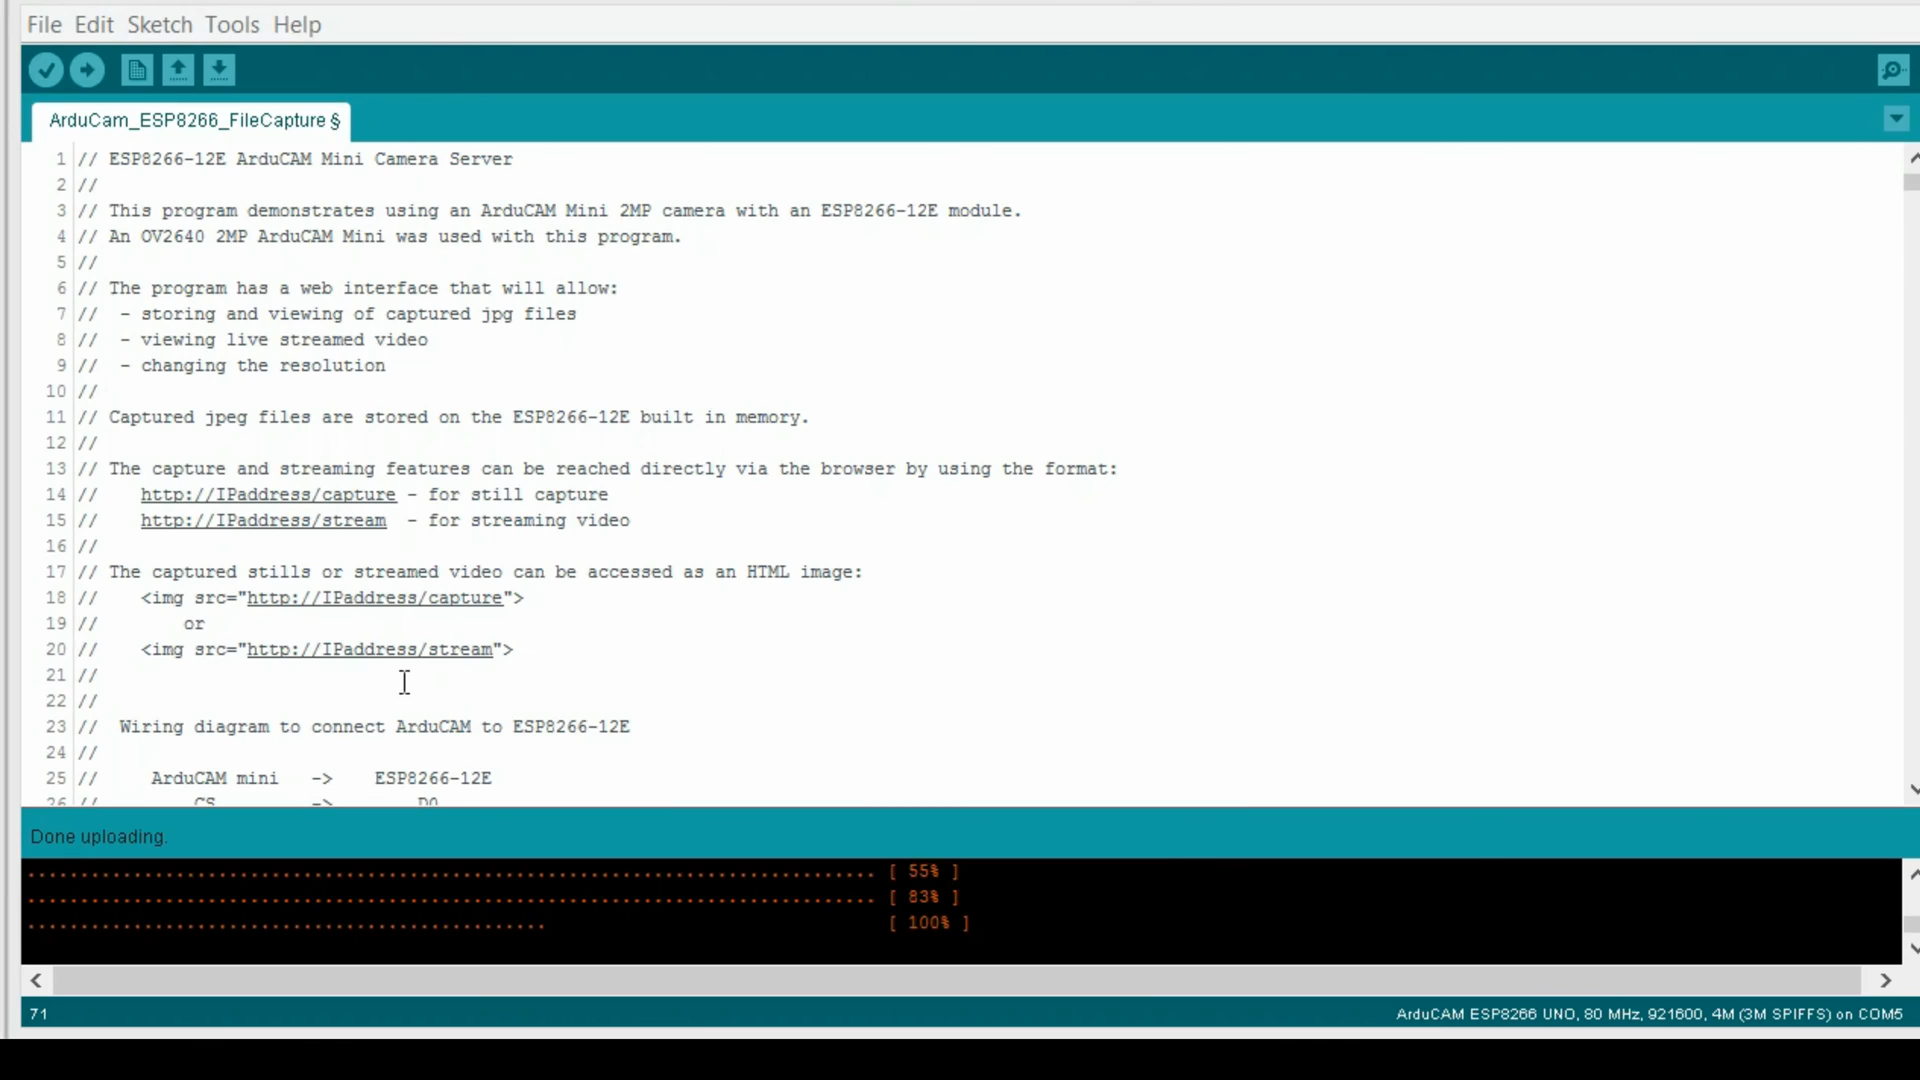 File Edit Sketch Tools Help
ArduCam_ESP8266_FileCapture §
1 // ESP8266-12E ArduCAM Mini Camera Server
2 //
3 // This program demonstrates using an ArduCAM Mini 2MP camera with an ESP8266-12E module.
4 // An OV2640 2MP ArduCAM Mini was used with this program.
5 //
6 // The program has a web interface that will allow:
7 //  - storing and viewing of captured jpg files
8 //  - viewing live streamed video
9 //  - changing the resolution
10 //
11 // Captured jpeg files are stored on the ESP8266-12E built in memory.
12 //
13 // The capture and streaming features can be reached directly via the browser by using the format:
14 //    http://IPaddress/capture - for still capture
15 //    http://IPaddress/stream  - for streaming video
16 //
17 // The captured stills or streamed video can be accessed as an HTML image:
18 //    <img src="http://IPaddress/capture">
19 //        or
20 //    <img src="http://IPaddress/stream">
21 //
22 //
23 //  Wiring diagram to connect ArduCAM to ESP8266-12E
24 //
25 //     ArduCAM mini   ->    ESP8266-12E
26 //         CS         ->        D0
Done uploading.
................................................................................ [ 55% ]
................................................................................ [ 83% ]
................................................. [ 100% ]
71
ArduCAM ESP8266 UNO, 80 MHz, 921600, 4M (3M SPIFFS) on COM5